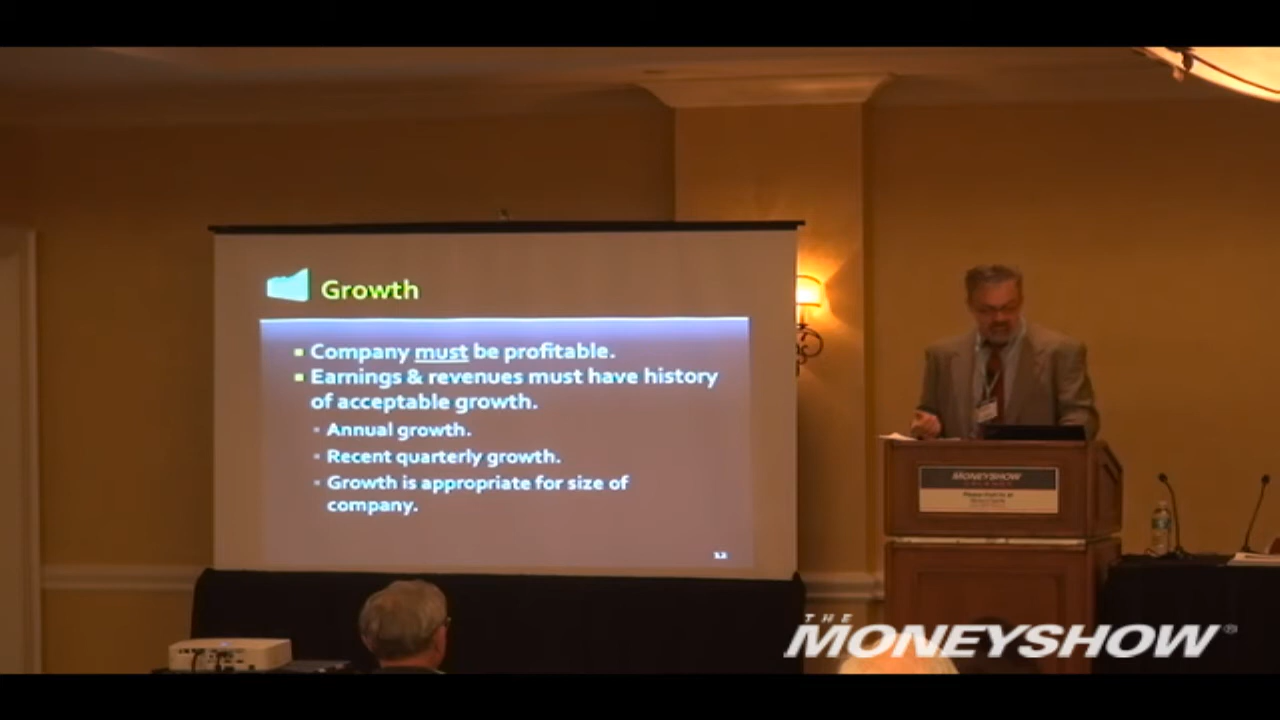 Growth
Company must be profitable.
Earnings & revenues must have history
of acceptable growth.
Annual growth.
Recent quarterly growth.
Growth is appropriate for size of
company.
MONEYSHOW
THE
MONEYSHOW®